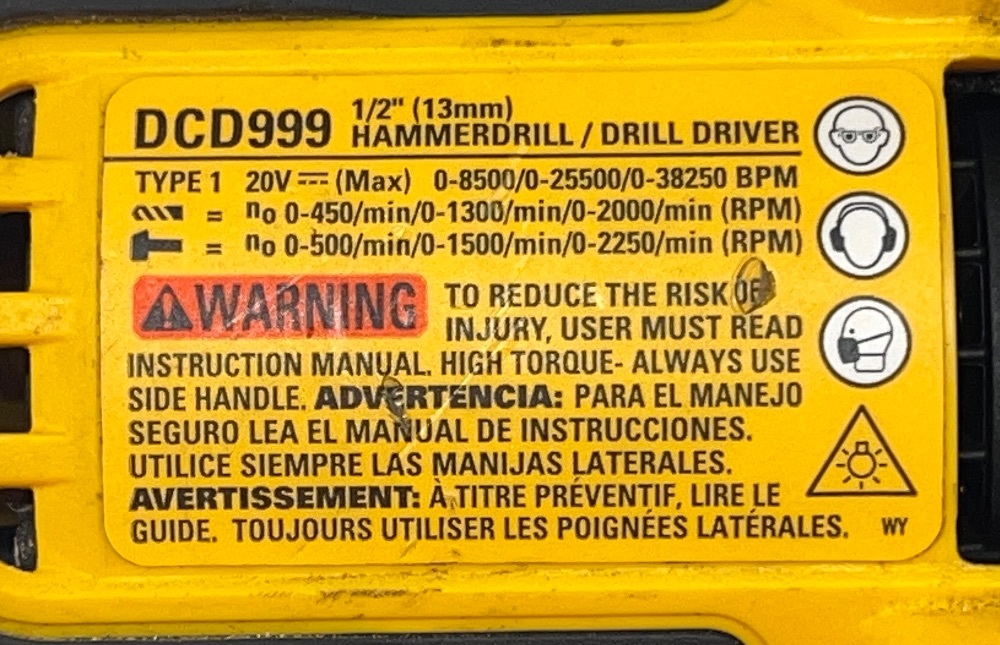 DCD999 1/2" (13mm)
HAMMERDRILL / DRILL DRIVER
TYPE 1 20V ⎓ (Max) 0-8500/0-25500/0-38250 BPM
= no 0-450/min/0-1300/min/0-2000/min (RPM)
= no 0-500/min/0-1500/min/0-2250/min (RPM)
WARNING TO REDUCE THE RISK OF
INJURY, USER MUST READ
INSTRUCTION MANUAL. HIGH TORQUE- ALWAYS USE
SIDE HANDLE. ADVERTENCIA: PARA EL MANEJO
SEGURO LEA EL MANUAL DE INSTRUCCIONES.
UTILICE SIEMPRE LAS MANIJAS LATERALES.
AVERTISSEMENT: À TITRE PRÉVENTIF, LIRE LE
GUIDE. TOUJOURS UTILISER LES POIGNÉES LATÉRALES. WY